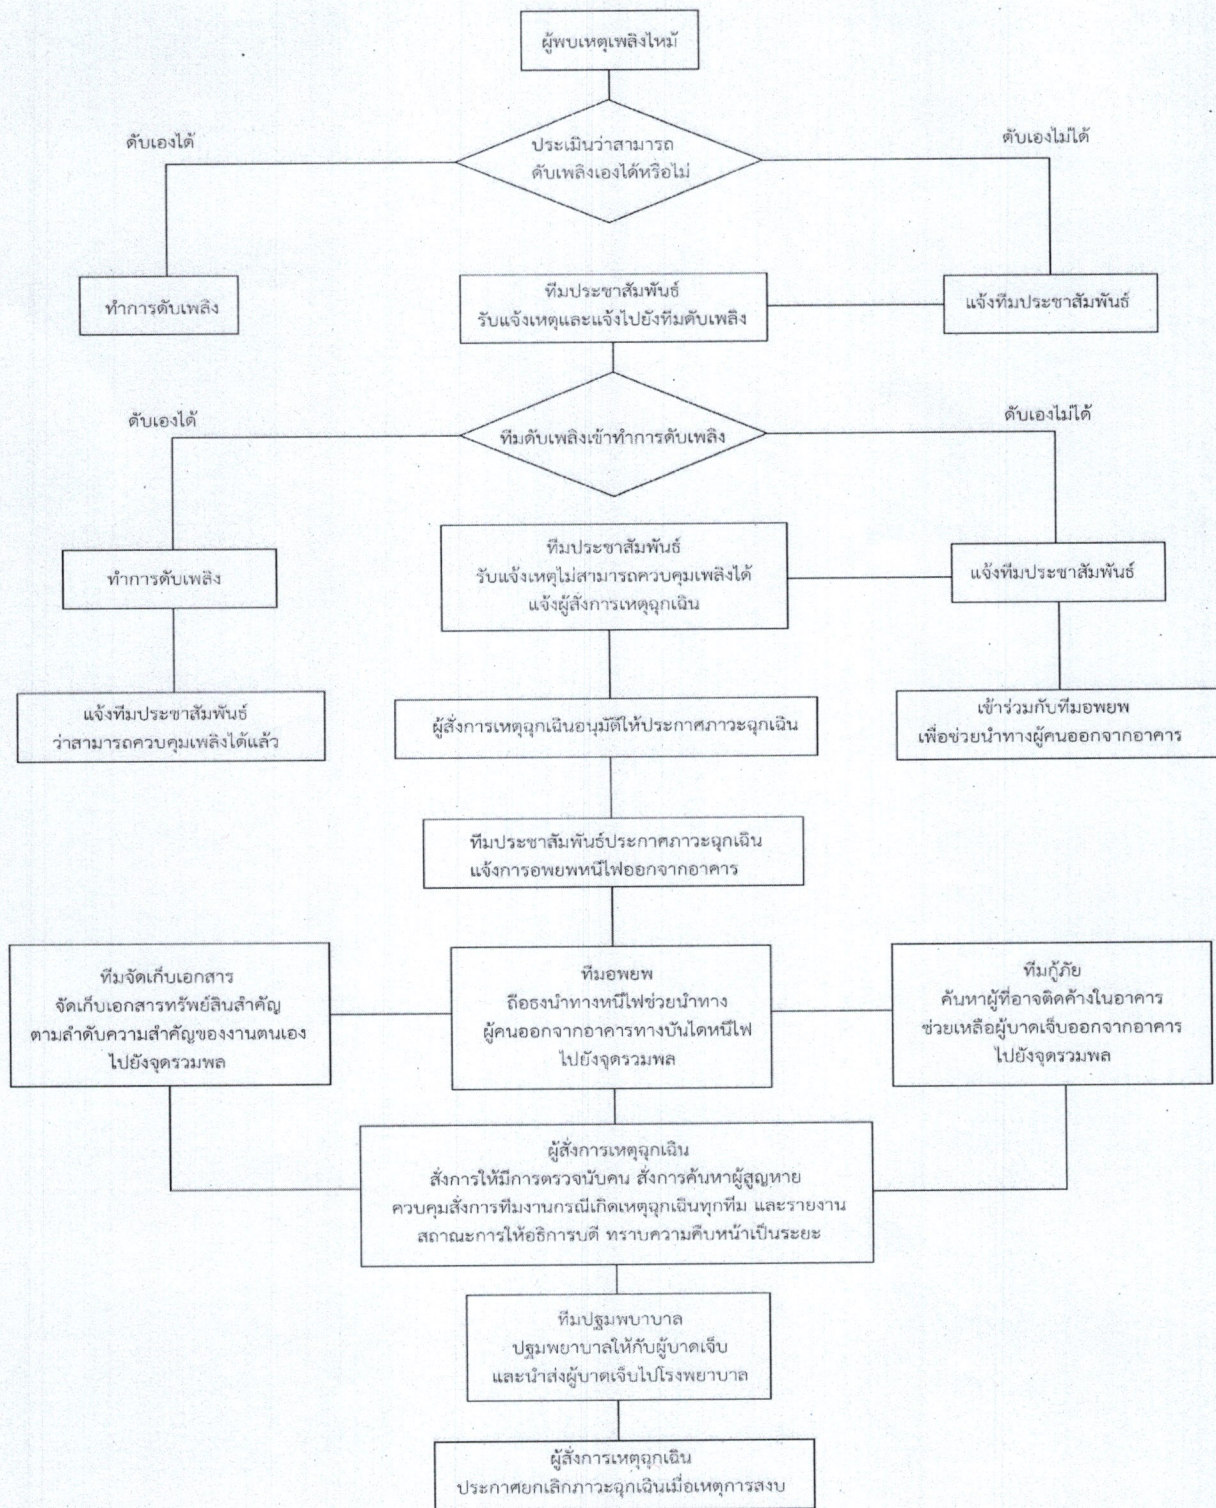 ผู้พบเหตุเพลิงไหม้
ประเมินว่าสามารถ
ดับเพลิงเองได้หรือไม่
ดับเองได้
ดับเองไม่ได้
ทำการดับเพลิง
ทีมประชาสัมพันธ์
รับแจ้งเหตุและแจ้งไปยังทีมดับเพลิง
แจ้งทีมประชาสัมพันธ์
ดับเองได้
ทีมดับเพลิงเข้าทำการดับเพลิง
ดับเองไม่ได้
ทำการดับเพลิง
ทีมประชาสัมพันธ์
รับแจ้งเหตุไม่สามารถควบคุมเพลิงได้
แจ้งผู้สั่งการเหตุฉุกเฉิน
แจ้งทีมประชาสัมพันธ์
แจ้งทีมประชาสัมพันธ์
ว่าสามารถควบคุมเพลิงได้แล้ว
ผู้สั่งการเหตุฉุกเฉินอนุมัติให้ประกาศภาวะฉุกเฉิน
เข้าร่วมกับทีมอพยพ
เพื่อช่วยนำทางผู้คนออกจากอาคาร
ทีมประชาสัมพันธ์ประกาศภาวะฉุกเฉิน
แจ้งการอพยพหนีไฟออกจากอาคาร
ทีมจัดเก็บเอกสาร
จัดเก็บเอกสารทรัพย์สินสำคัญ
ตามลำดับความสำคัญของงานตนเอง
ไปยังจุดรวมพล
ทีมอพยพ
ถือธงนำทางหนีไฟช่วยนำทาง
ผู้คนออกจากอาคารทางบันไดหนีไฟ
ไปยังจุดรวมพล
ทีมกู้ภัย
ค้นหาผู้ที่อาจติดค้างในอาคาร
ช่วยเหลือผู้บาดเจ็บออกจากอาคาร
ไปยังจุดรวมพล
ผู้สั่งการเหตุฉุกเฉิน
สั่งการให้มีการตรวจนับคน สั่งการค้นหาผู้สูญหาย
ควบคุมสั่งการทีมงานกรณีเกิดเหตุฉุกเฉินทุกทีม และรายงาน
สถาณะการให้อธิการบดี ทราบความคืบหน้าเป็นระยะ
ทีมปฐมพบาบาล
ปฐมพยาบาลให้กับผู้บาดเจ็บ
และนำส่งผู้บาดเจ็บไปโรงพยาบาล
ผู้สั่งการเหตุฉุกเฉิน
ประกาศยกเลิกภาวะฉุกเฉินเมื่อเหตุการสงบ